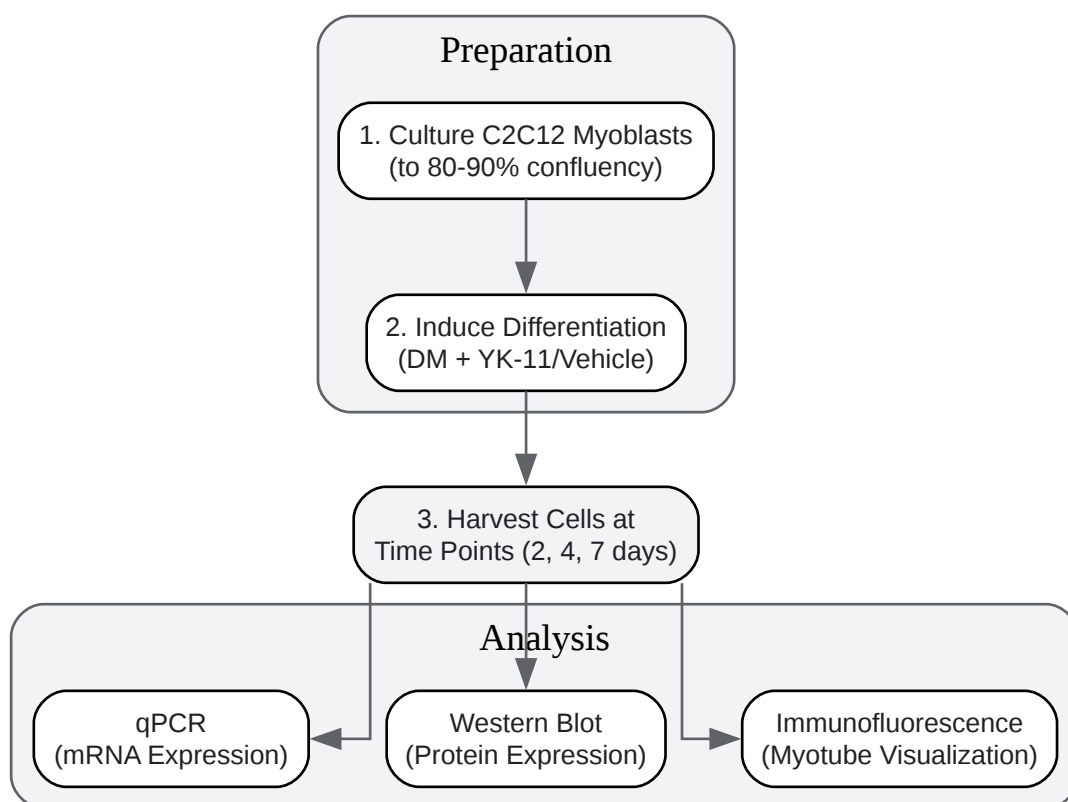 Preparation
1. Culture C2C12 Myoblasts
(to 80-90% confluency)
2. Induce Differentiation
(DM + YK-11/Vehicle)
3. Harvest Cells at
Time Points (2, 4, 7 days)
Analysis
qPCR
(mRNA Expression)
Western Blot
(Protein Expression)
Immunofluorescence
(Myotube Visualization)